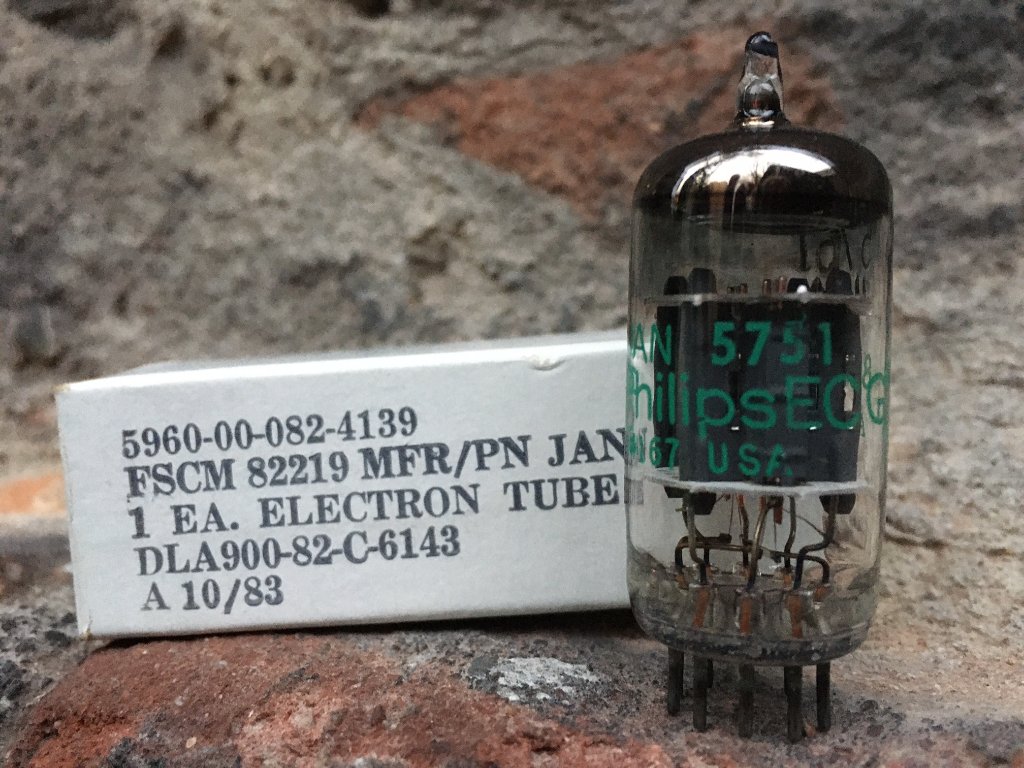 5960-00-082-4139
FSCM 82219 MFR/PN JAN
1 EA. ELECTRON TUBE
DLA900-82-C-6143
A 10/83
AN 5751
PhilipsECG
USA